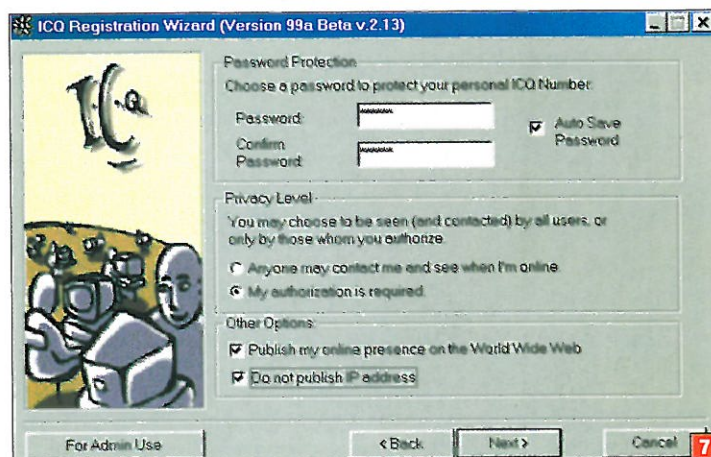 ICQ Registration Wizard (Version 99a Beta v.2.13)
ICQ
Password Protection
Choose a password to protect your personal ICQ Number.
Password:
********
Auto Save
Password
Confirm
Password:
********
Privacy Level
You may choose to be seen (and contacted) by all users, or
only by those whom you authorize.
Anyone may contact me and see when I'm online.
My authorization is required.
Other Options:
Publish my online presence on the World Wide Web
Do not publish IP address
For Admin Use
< Back
Next >
Cancel
7